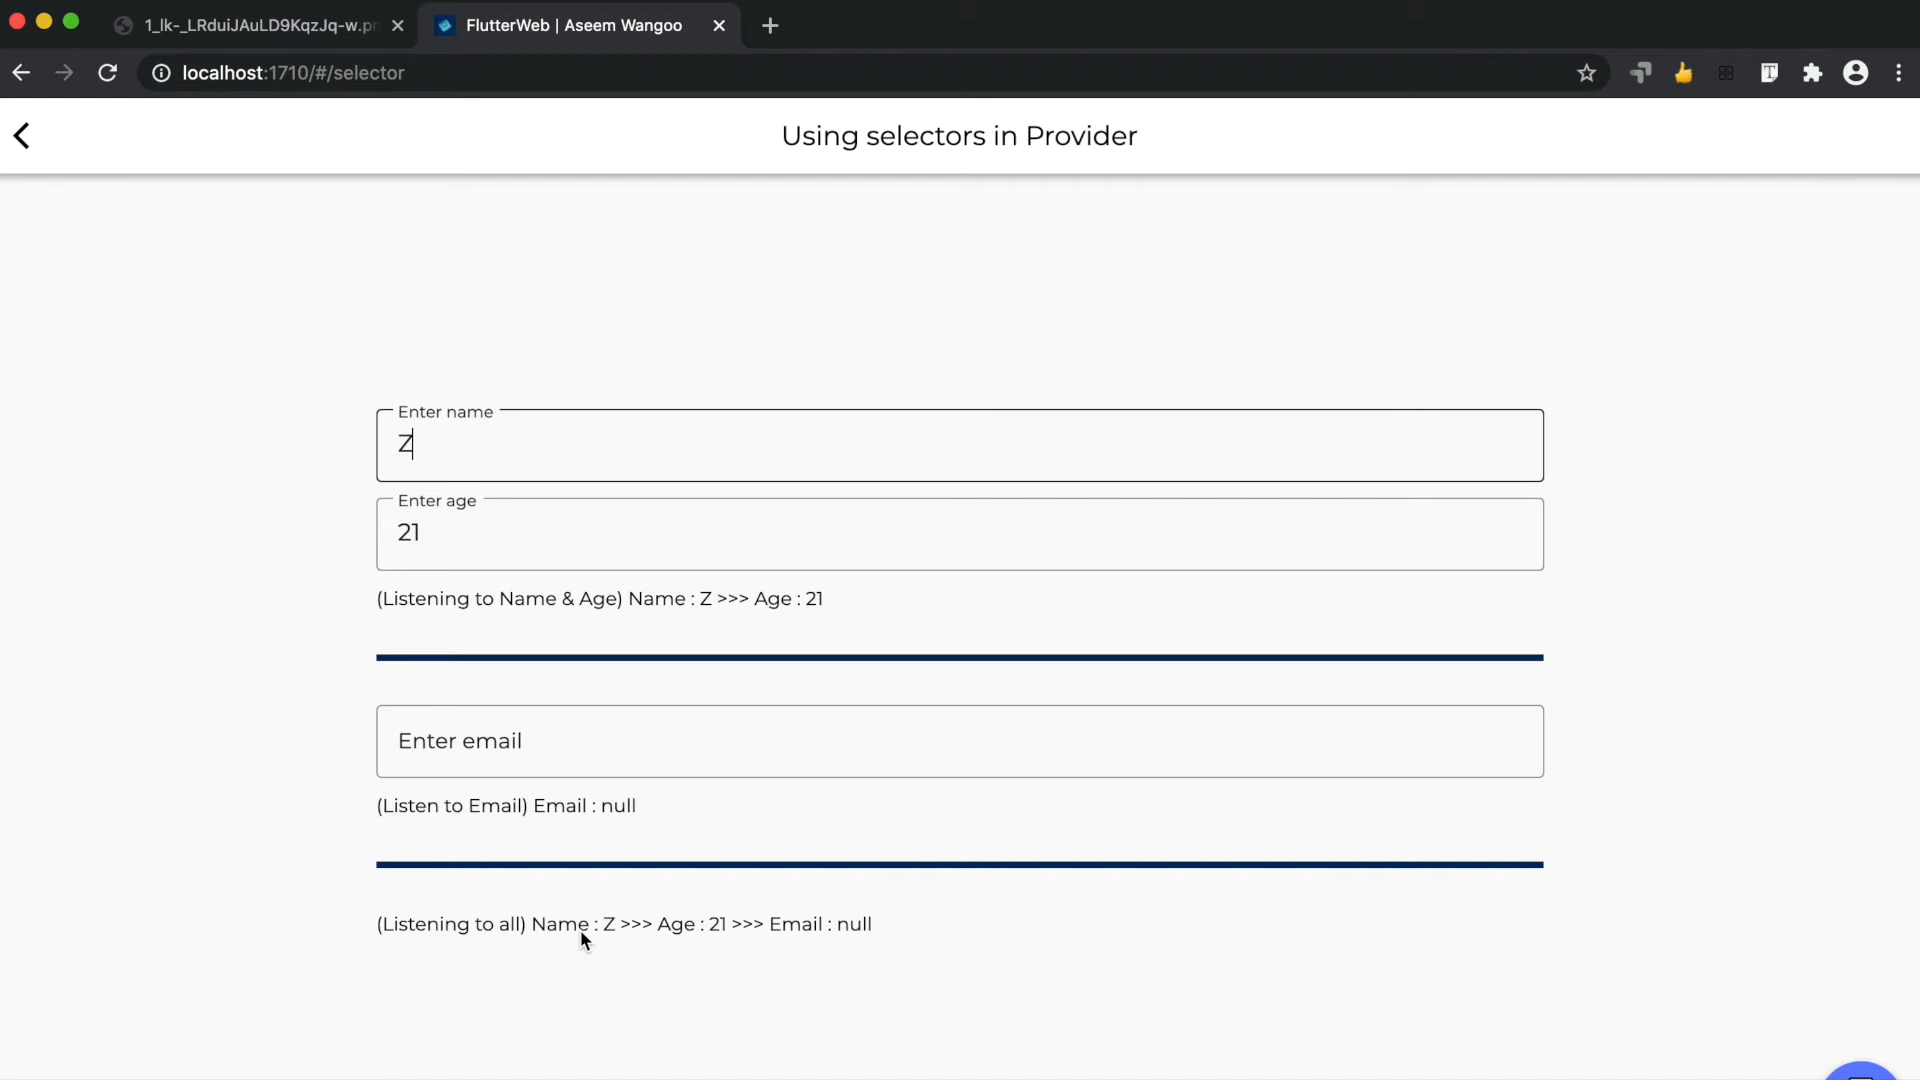 1_lk-_LRduiJAuLD9KqzJq-w.pn
FlutterWeb | Aseem Wangoo
localhost:1710/#/selector
Using selectors in Provider
Enter name
Z
Enter age
21
(Listening to Name & Age) Name : Z >>> Age : 21
Enter email
(Listen to Email) Email : null
(Listening to all) Name : Z >>> Age : 21 >>> Email : null